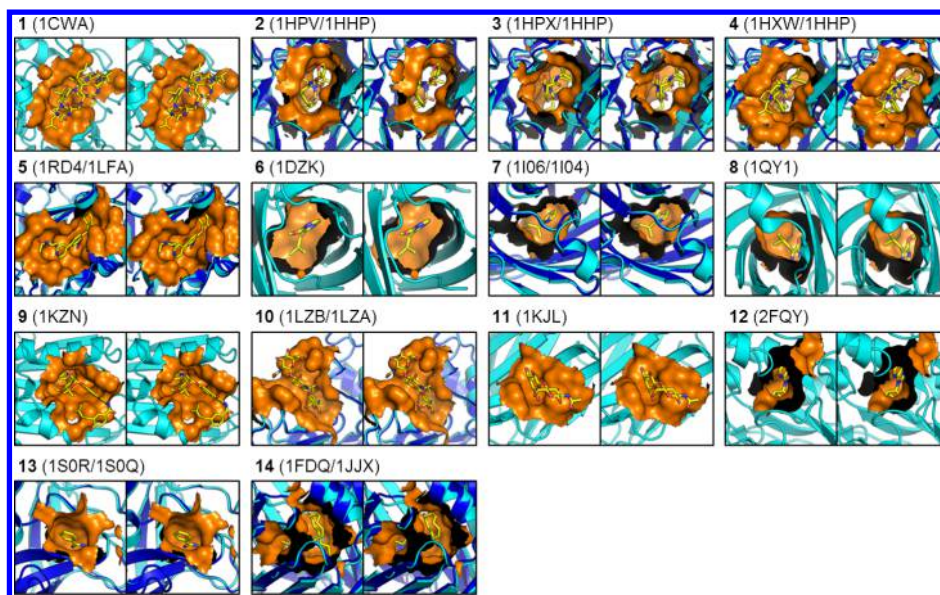 1 (1CWA) 2 (1HPV/1HHP) 3 (1HPX/1HHP) 4 (1HXW/1HHP)
5 (1RD4/1LFA) 6 (1DZK) 7 (1I06/1I04) 8 (1QY1)
9 (1KZN) 10 (1LZB/1LZA) 11 (1KJL) 12 (2FQY)
13 (1S0R/1S0Q) 14 (1FDQ/1JJX)